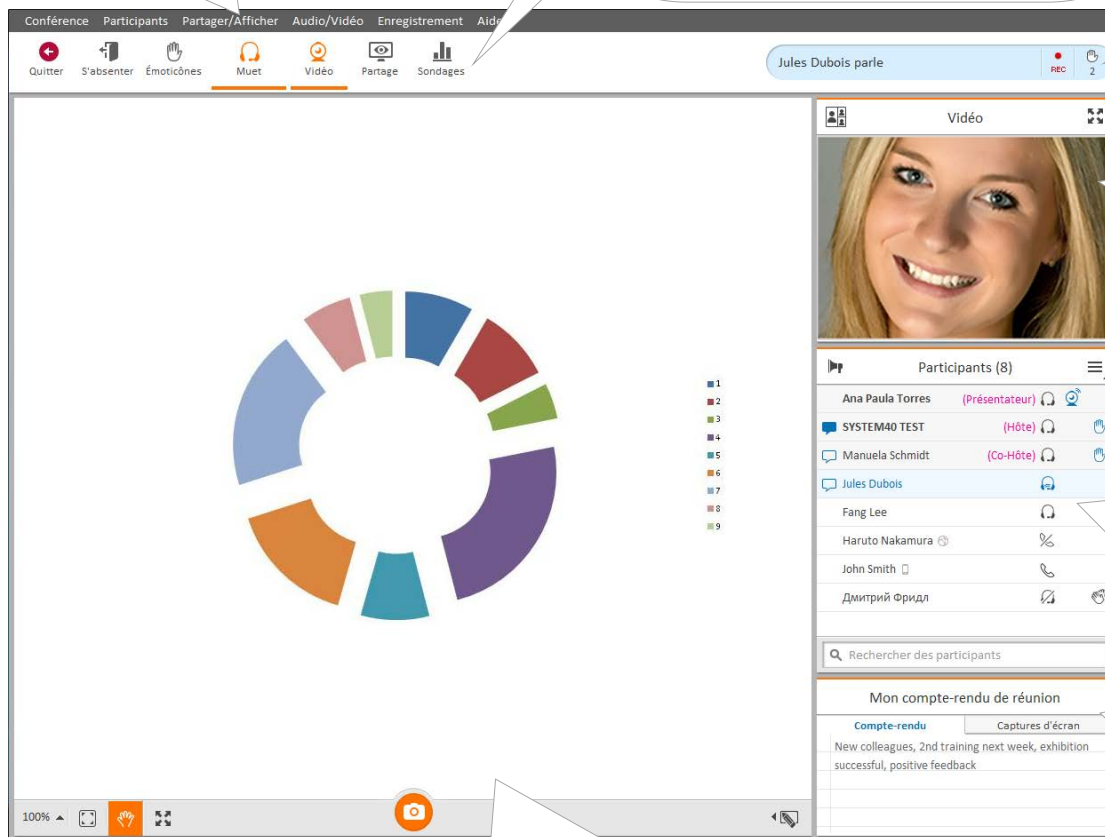 Conférence Participants Partager/Afficher Audio/Vidéo Enregistrement Aide
Quitter S'absenter Émoticônes Muet Vidéo Partage Sondages
Jules Dubois parle
REC
2
Vidéo
1
2
3
4
5
6
7
8
9
Participants (8)
Ana Paula Torres (Présentateur)
SYSTEM40 TEST (Hôte)
Manuela Schmidt (Co-Hôte)
Jules Dubois
Fang Lee
Haruto Nakamura
John Smith
Дмитрий Фридл
Rechercher des participants
Mon compte-rendu de réunion
Compte-rendu Captures d'écran
New colleagues, 2nd training next week, exhibition
successful, positive feedback
100%